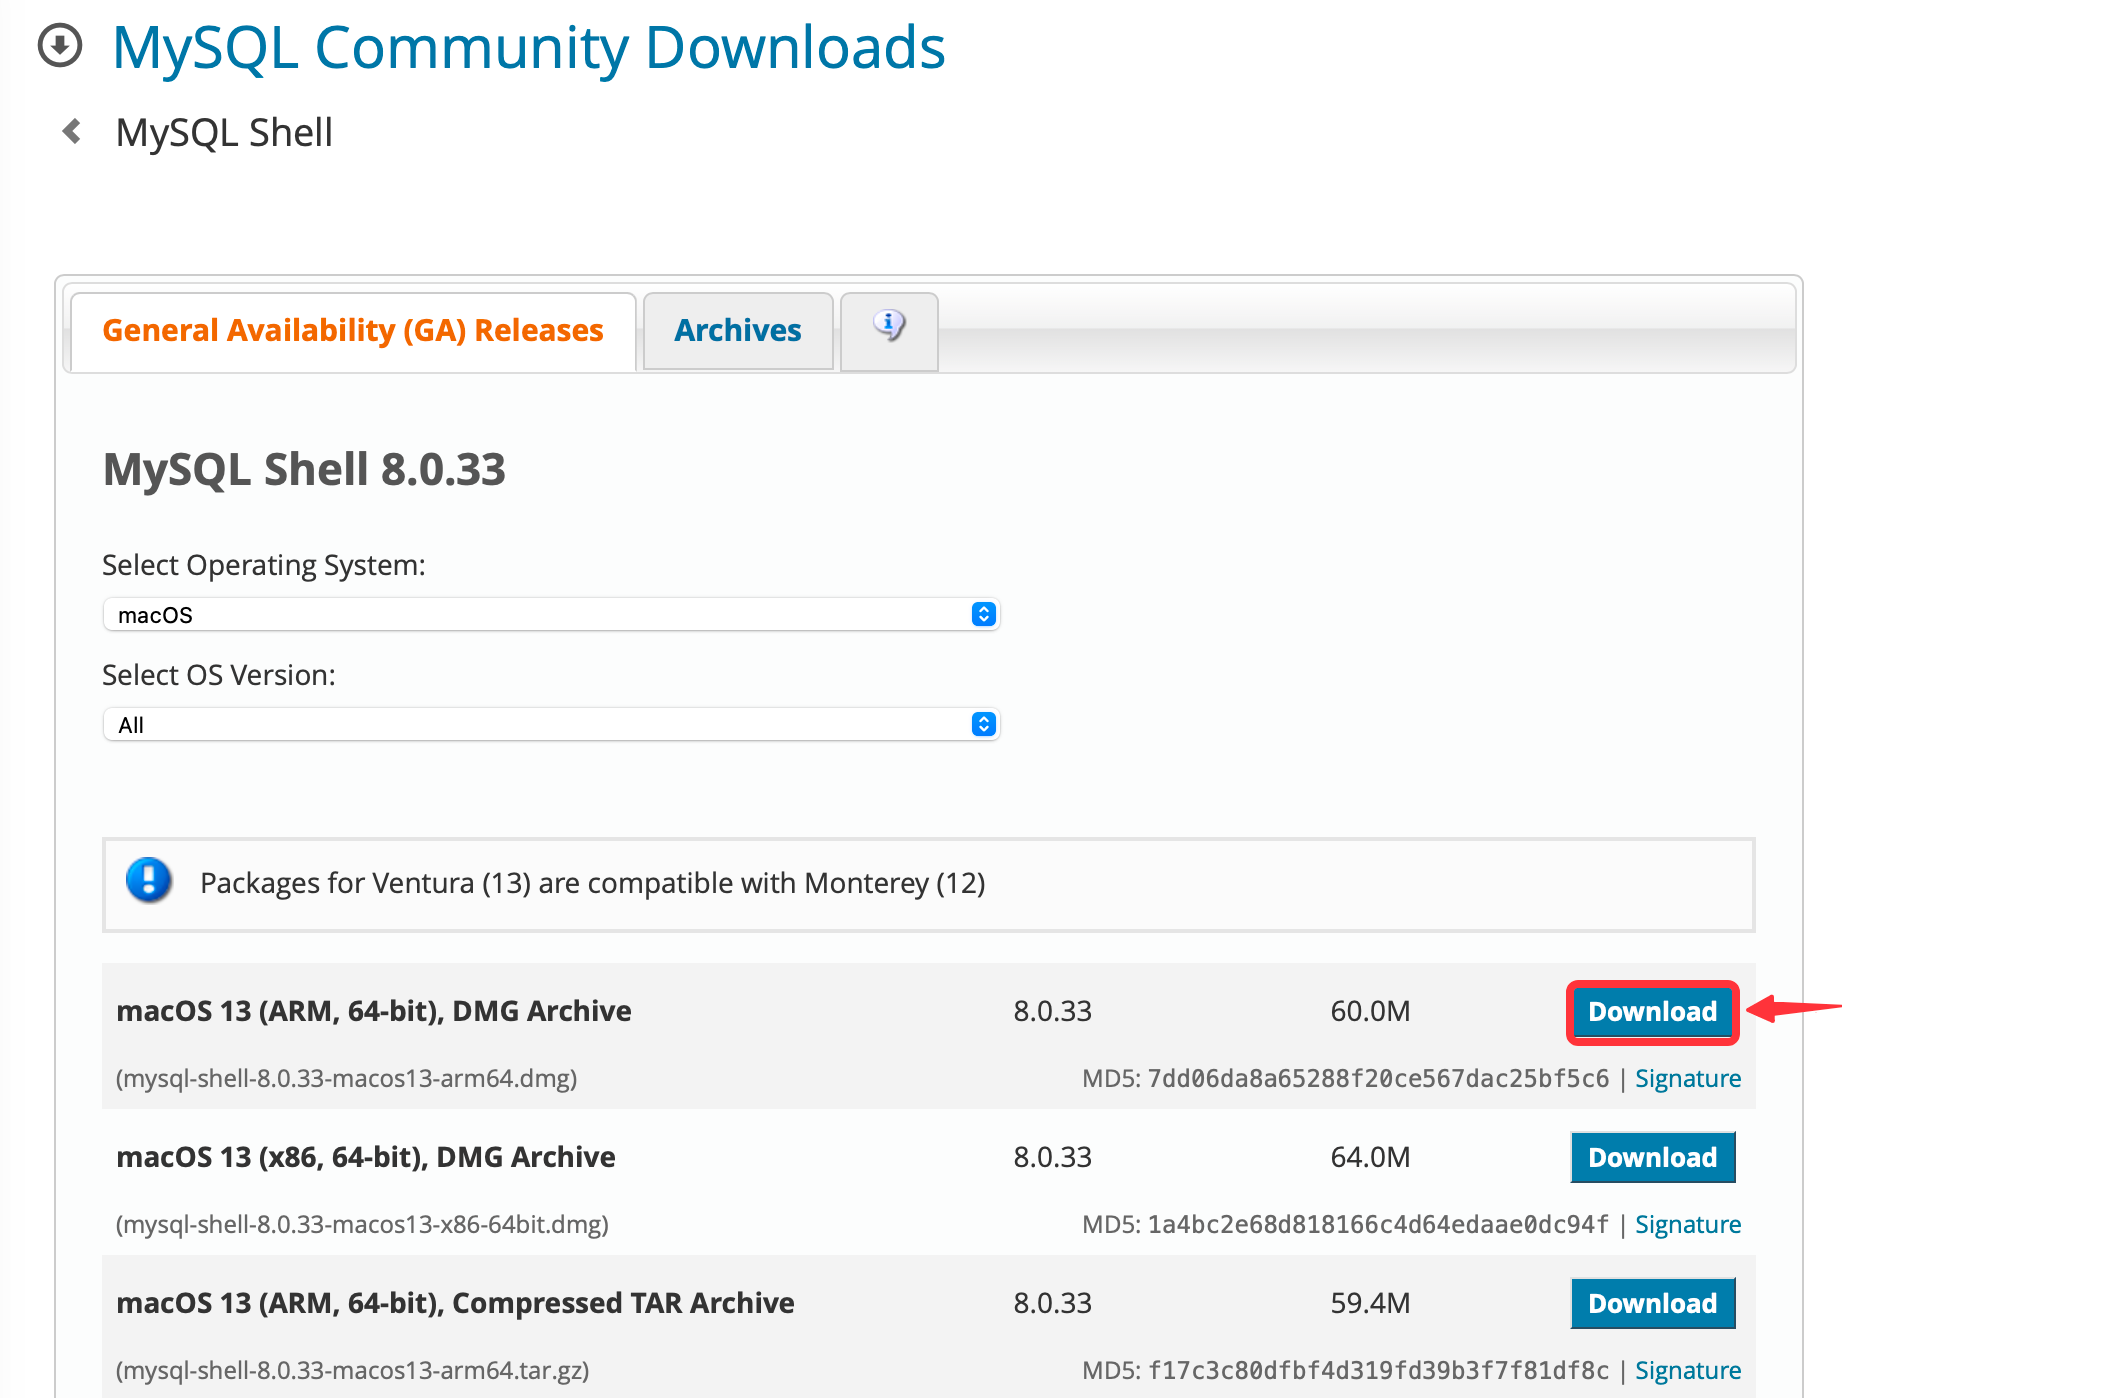 MySQL Community Downloads
MySQL Shell
General Availability (GA) Releases Archives
MySQL Shell 8.0.33
Select Operating System:
macOS
Select OS Version:
All
Packages for Ventura (13) are compatible with Monterey (12)
macOS 13 (ARM, 64-bit), DMG Archive 8.0.33 60.0M Download
(mysql-shell-8.0.33-macos13-arm64.dmg) MD5: 7dd06da8a65288f20ce567dac25bf5c6 | Signature
macOS 13 (x86, 64-bit), DMG Archive 8.0.33 64.0M Download
(mysql-shell-8.0.33-macos13-x86-64bit.dmg) MD5: 1a4bc2e68d818166c4d64edaae0dc94f | Signature
macOS 13 (ARM, 64-bit), Compressed TAR Archive 8.0.33 59.4M Download
(mysql-shell-8.0.33-macos13-arm64.tar.gz) MD5: f17c3c80dfbf4d319fd39b3f7f81df8c | Signature